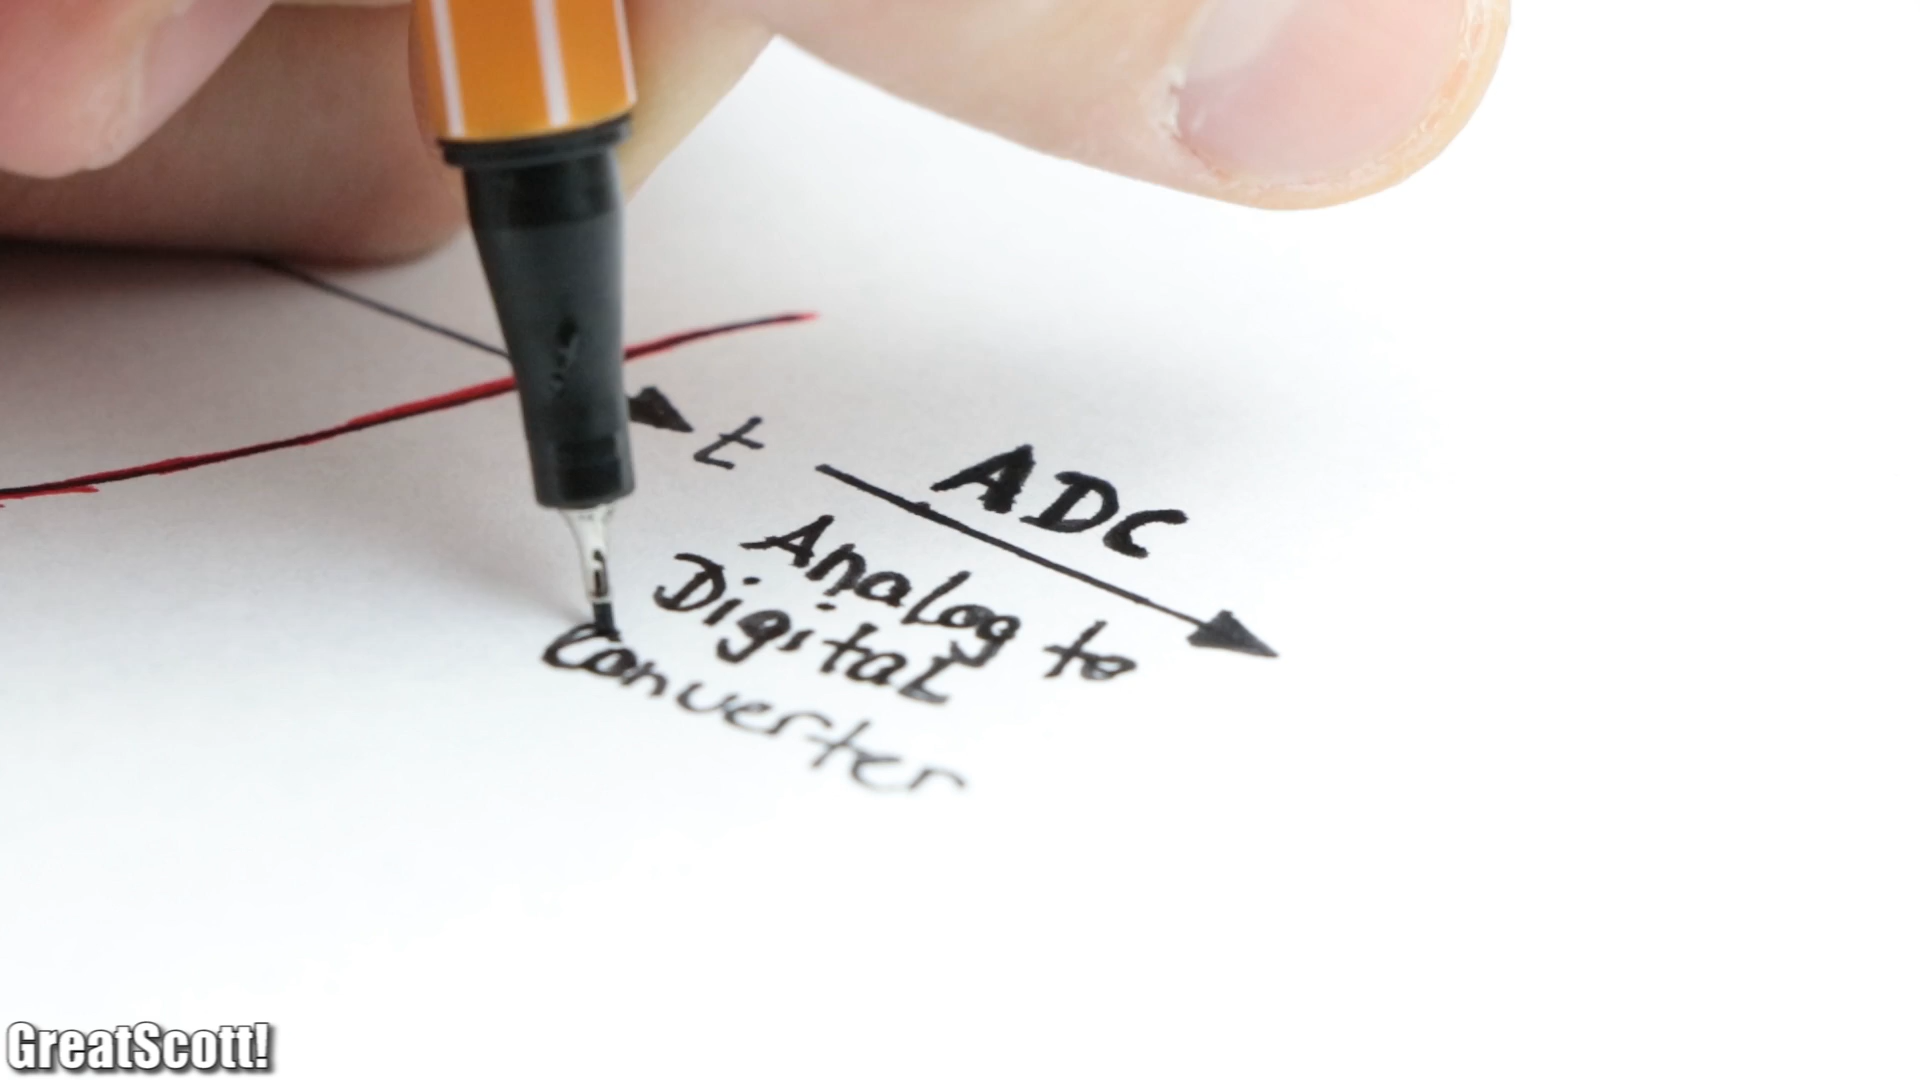 t
ADC
Analog to
Digital
Converter
GreatScott!